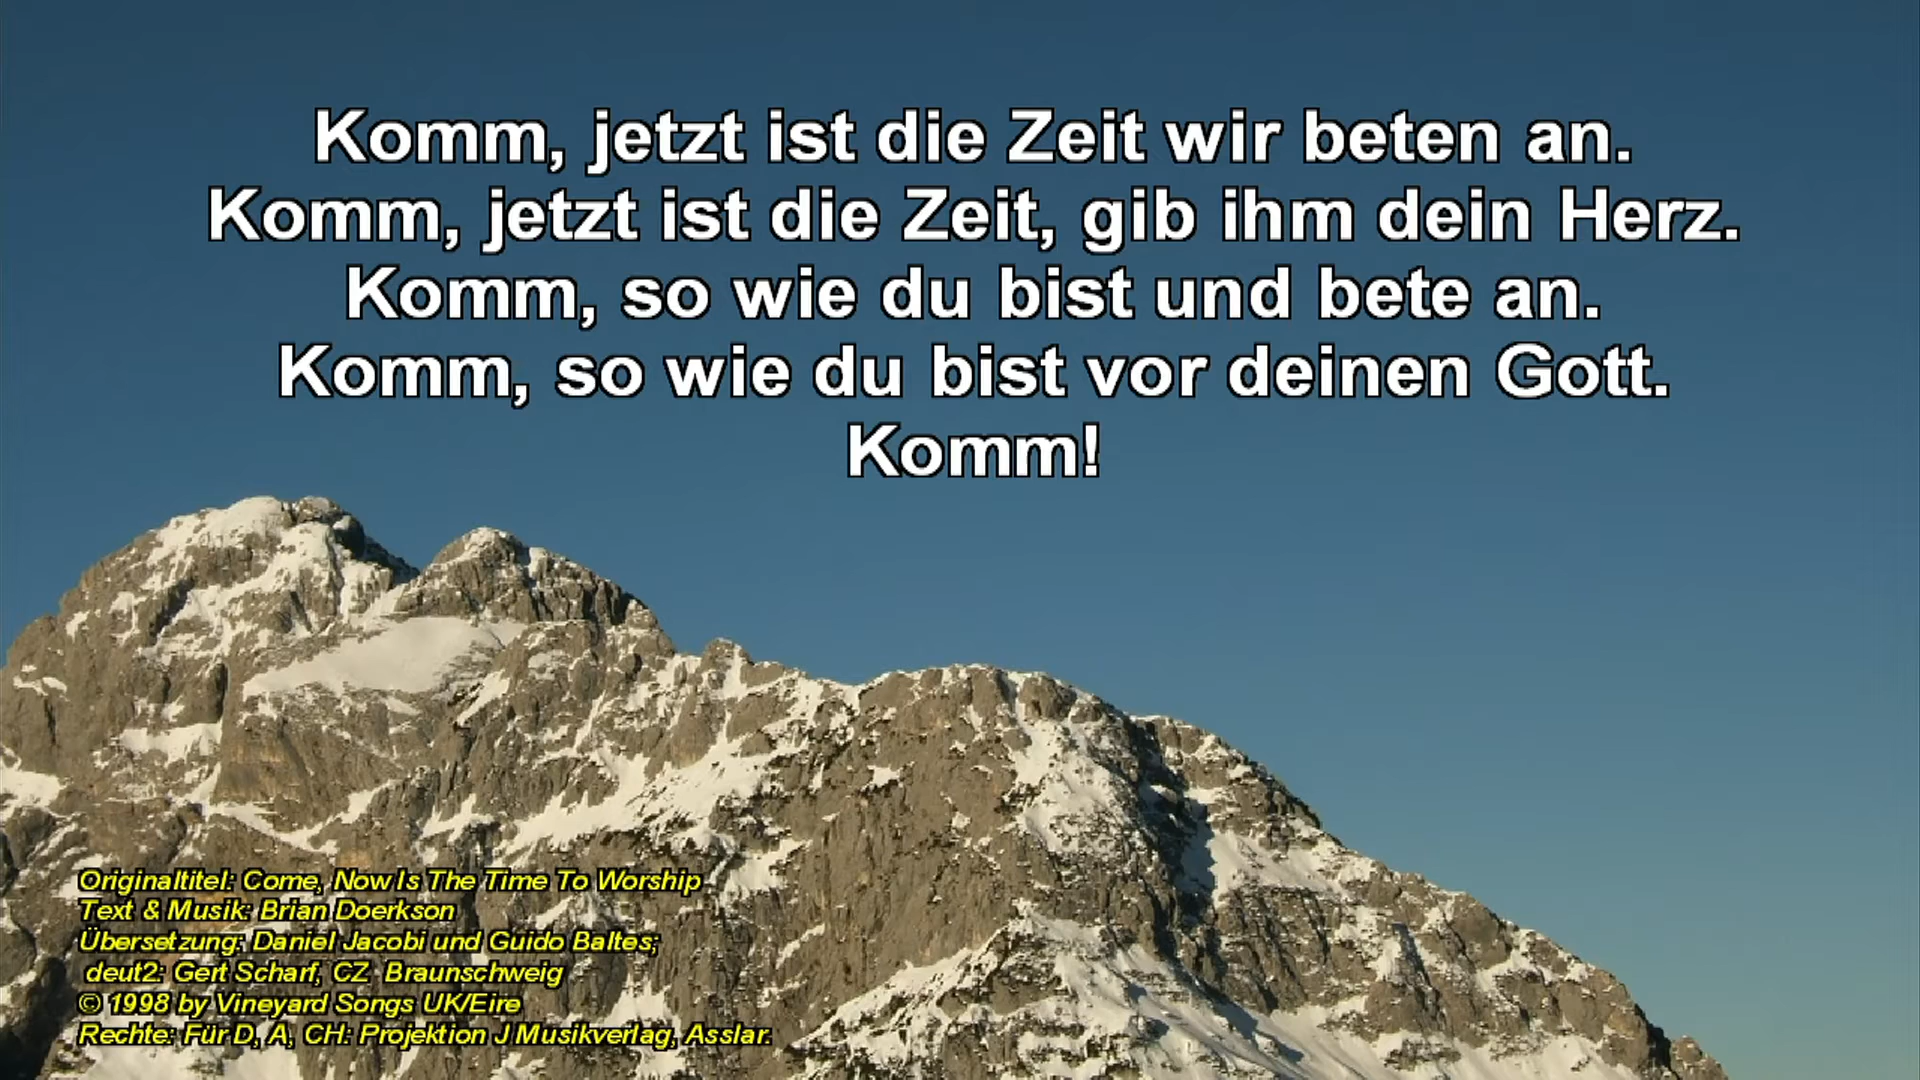 Komm, jetzt ist die Zeit wir beten an.
Komm, jetzt ist die Zeit, gib ihm dein Herz.
Komm, so wie du bist und bete an.
Komm, so wie du bist vor deinen Gott.
Komm!
Originaltitel: Come, Now Is The Time To Worship
Text & Musik: Brian Doerkson
Übersetzung: Daniel Jacobi und Guido Baltes;
deut2: Gert Scharf, CZ Braunschweig
© 1998 by Vineyard Songs UK/Eire
Rechte: Für D, A, CH: Projektion J Musikverlag, Asslar.